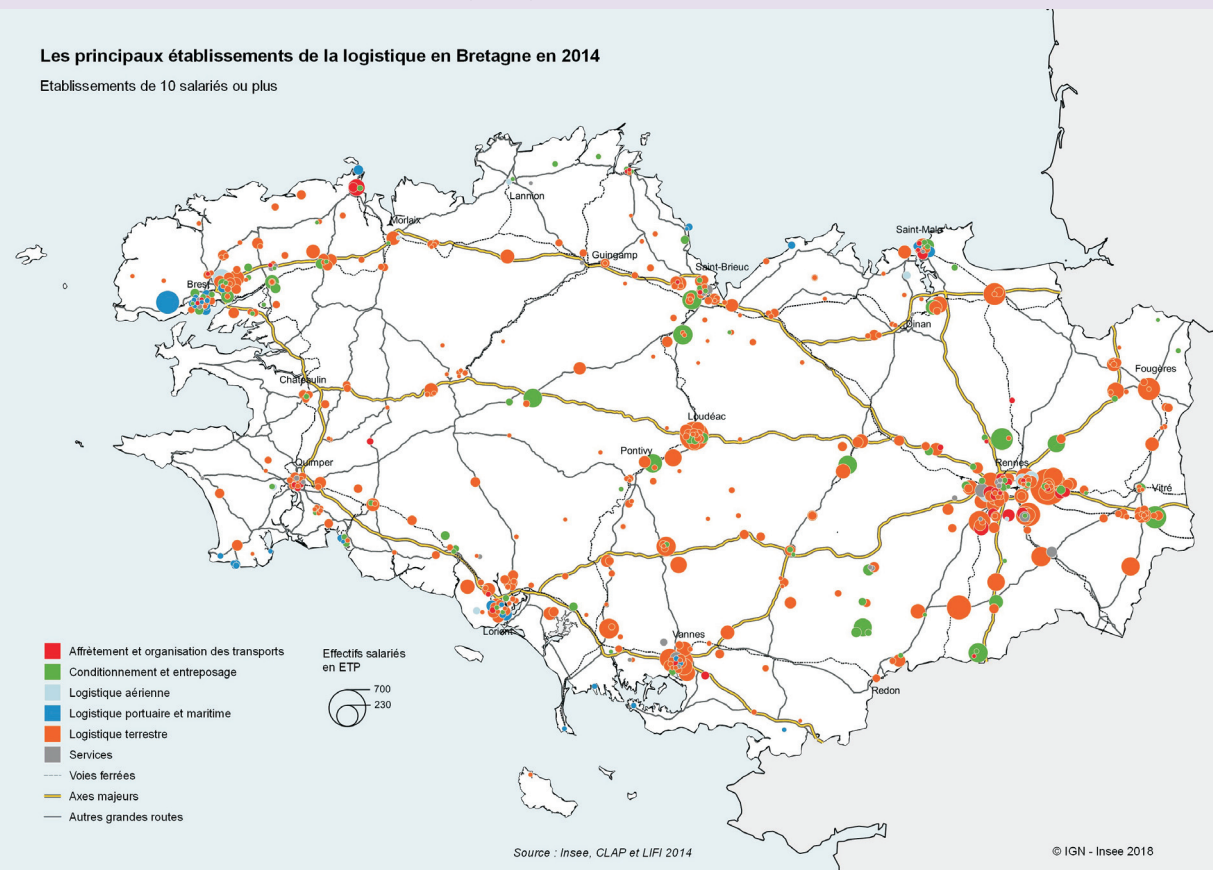 Les principaux établissements de la logistique en Bretagne en 2014
Etablissements de 10 salariés ou plus
Lannion
Morlaix
Saint-Malo
Guingamp
Saint-Brieuc
Brest
Dinan
Châteaulin
Fougères
Loudéac
Pontivy
Quimper
Rennes
Vitré
Lorient
Vannes
Redon
Affrètement et organisation des transports
Conditionnement et entreposage
Logistique aérienne
Logistique portuaire et maritime
Logistique terrestre
Services
Voies ferrées
Axes majeurs
Autres grandes routes
Effectifs salariés
en ETP
700
230
Source : Insee, CLAP et LIFI 2014
© IGN - Insee 2018